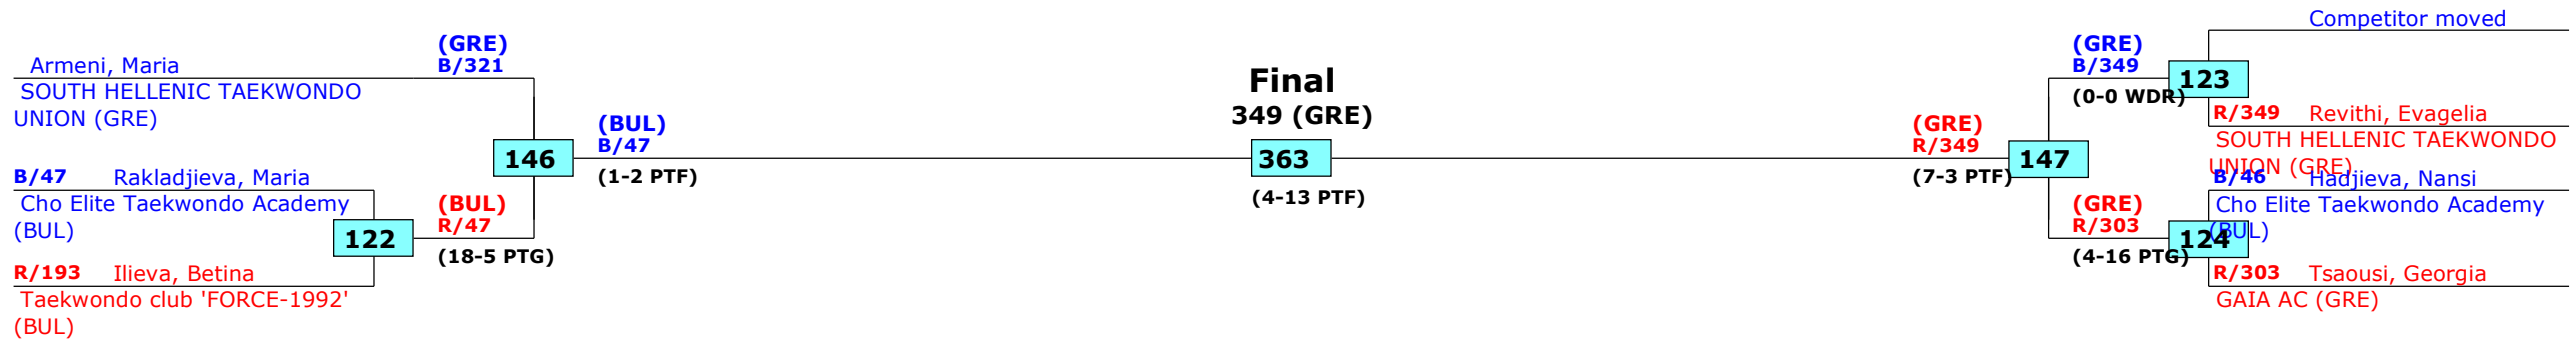 Armeni, Maria
SOUTH HELLENIC TAEKWONDO
UNION (GRE)
(GRE)
B/321
B/47 Rakladjieva, Maria
Cho Elite Taekwondo Academy
(BUL)
R/193 Ilieva, Betina
Taekwondo club 'FORCE-1992'
(BUL)
122
(BUL)
R/47
(18-5 PTG)
146
(BUL)
B/47
(1-2 PTF)
Final
349 (GRE)
363
(4-13 PTF)
(GRE)
R/349
(7-3 PTF)
147
(GRE)
B/349
(0-0 WDR)
123
Competitor moved
R/349 Revithi, Evagelia
SOUTH HELLENIC TAEKWONDO
UNION (GRE)
(GRE)
R/303
(4-16 PTG)
124
B/46 Hadjieva, Nansi
Cho Elite Taekwondo Academy
(BUL)
R/303 Tsaousi, Georgia
GAIA AC (GRE)